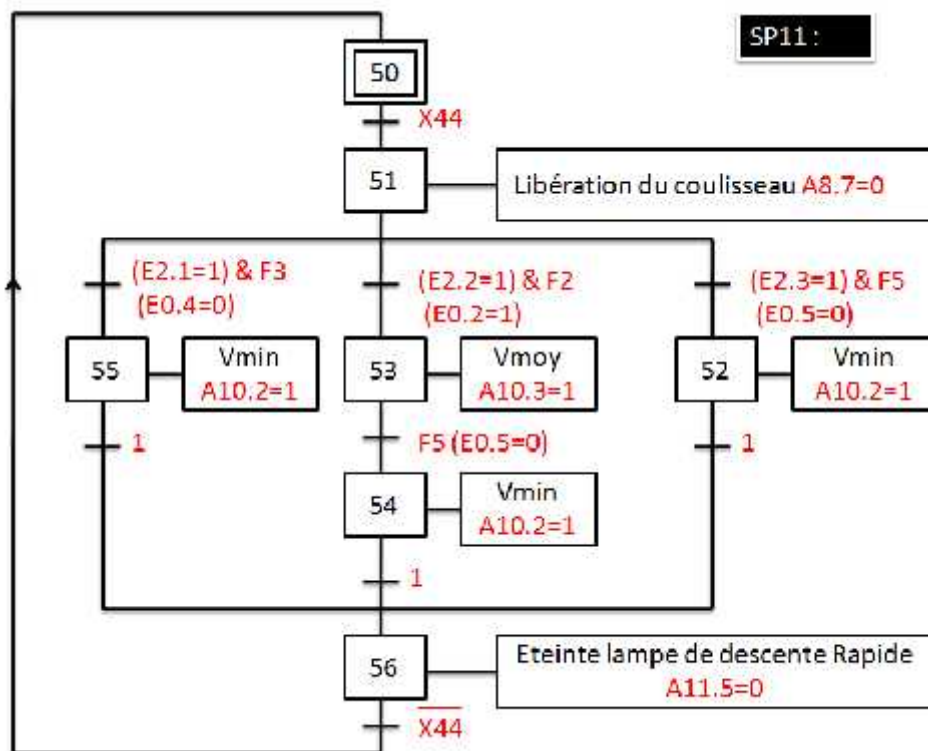 SP11 :
50
X44
51
Libération du coulisseau A8.7=0
(E2.1=1) & F3
(E0.4=0)
(E2.2=1) & F2
(E0.2=1)
(E2.3=1) & F5
(E0.5=0)
55
Vmin
A10.2=1
53
Vmoy
A10.3=1
52
Vmin
A10.2=1
1
F5 (E0.5=0)
1
54
Vmin
A10.2=1
1
56
Eteinte lampe de descente Rapide
A11.5=0
X̅4̅4̅